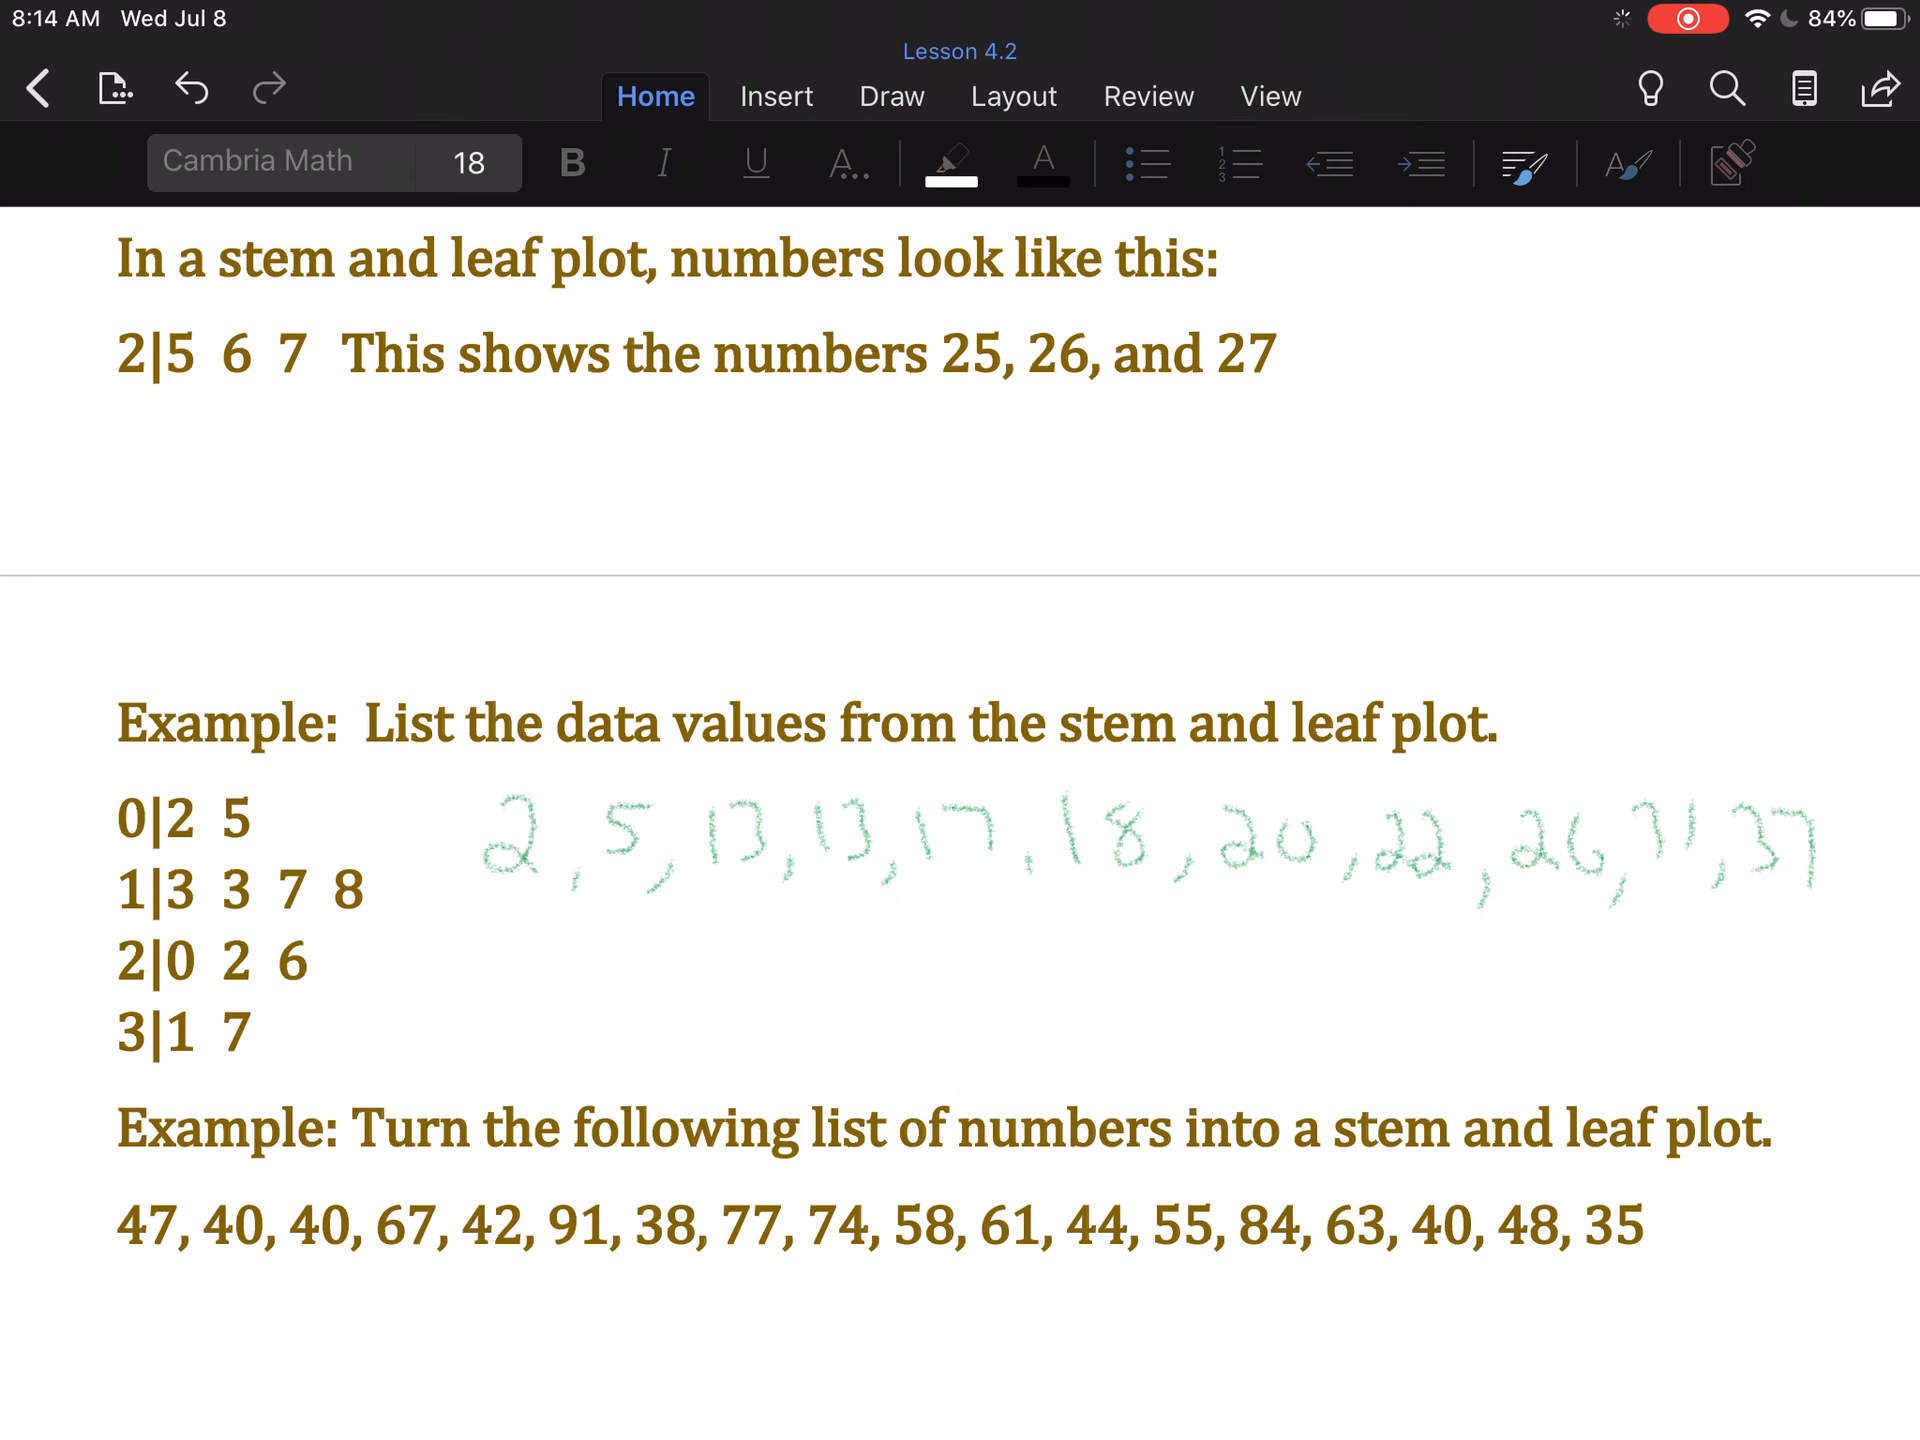 8:14 AM Wed Jul 8
84%
Lesson 4.2
Home Insert Draw Layout Review View
Cambria Math 18 B I U A... A
In a stem and leaf plot, numbers look like this:
2|5 6 7 This shows the numbers 25, 26, and 27
Example: List the data values from the stem and leaf plot.
0|2 5
2, 5, 13, 13, 17, 18, 20, 22, 26, 31, 37
1|3 3 7 8
2|0 2 6
3|1 7
Example: Turn the following list of numbers into a stem and leaf plot.
47, 40, 40, 67, 42, 91, 38, 77, 74, 58, 61, 44, 55, 84, 63, 40, 48, 35